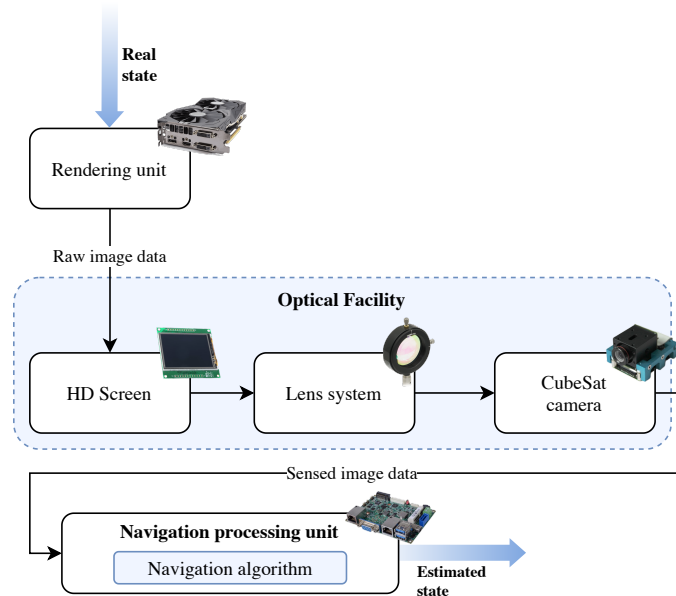 Real
state
Rendering unit
Raw image data
Optical Facility
HD Screen
Lens system
CubeSat
camera
Sensed image data
Navigation processing unit
Navigation algorithm
Estimated
state